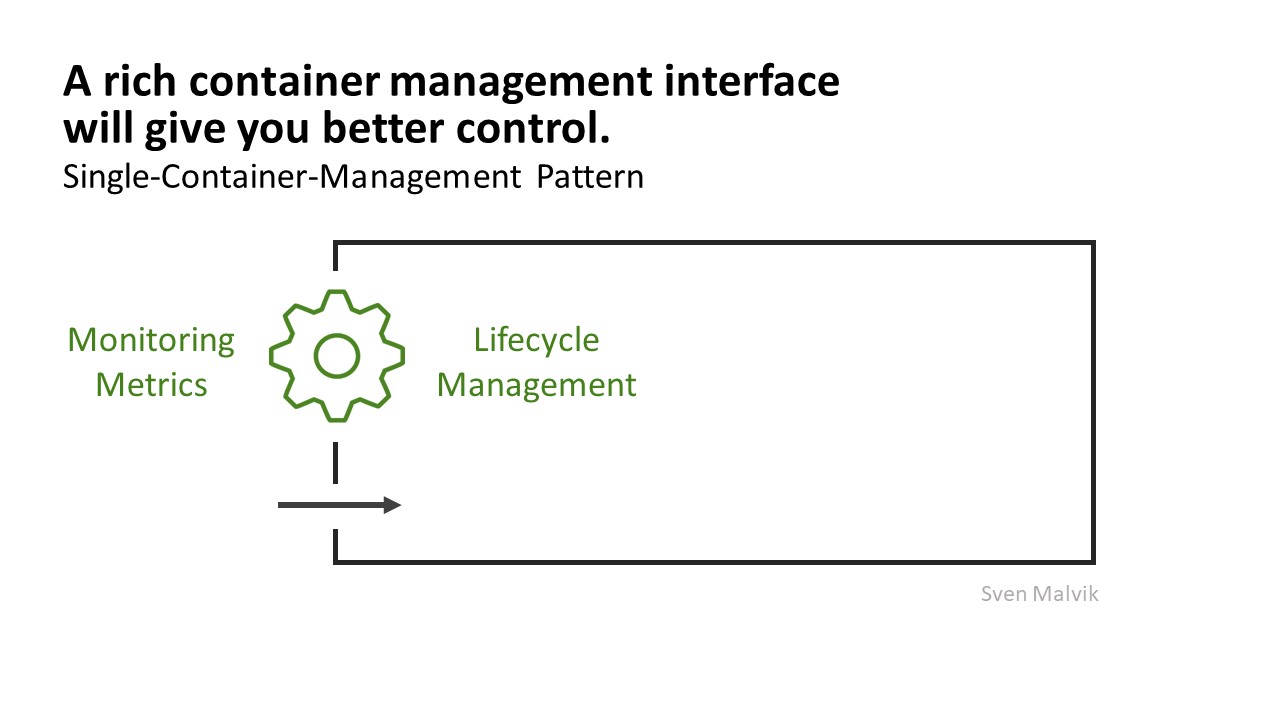 A rich container management interface
will give you better control.
Single-Container-Management Pattern
Monitoring
Metrics
Lifecycle
Management
Sven Malvik